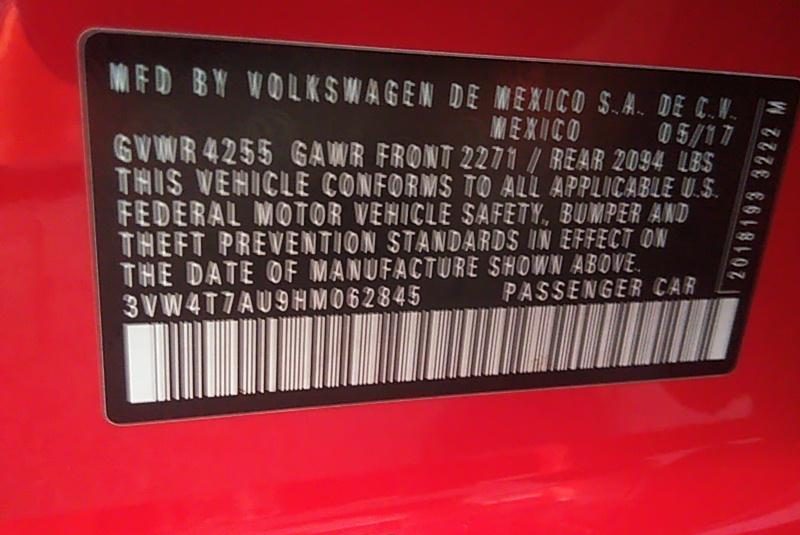 MFD BY VOLKSWAGEN DE MEXICO S.A. DE C.V.
MEXICO 05/17
GVWR 4255 GAWR FRONT 2271 / REAR 2094 LBS
THIS VEHICLE CONFORMS TO ALL APPLICABLE U.S.
FEDERAL MOTOR VEHICLE SAFETY, BUMPER AND
THEFT PREVENTION STANDARDS IN EFFECT ON
THE DATE OF MANUFACTURE SHOWN ABOVE.
3VW4T7AU9HM062845 PASSENGER CAR
2018193 3222 M